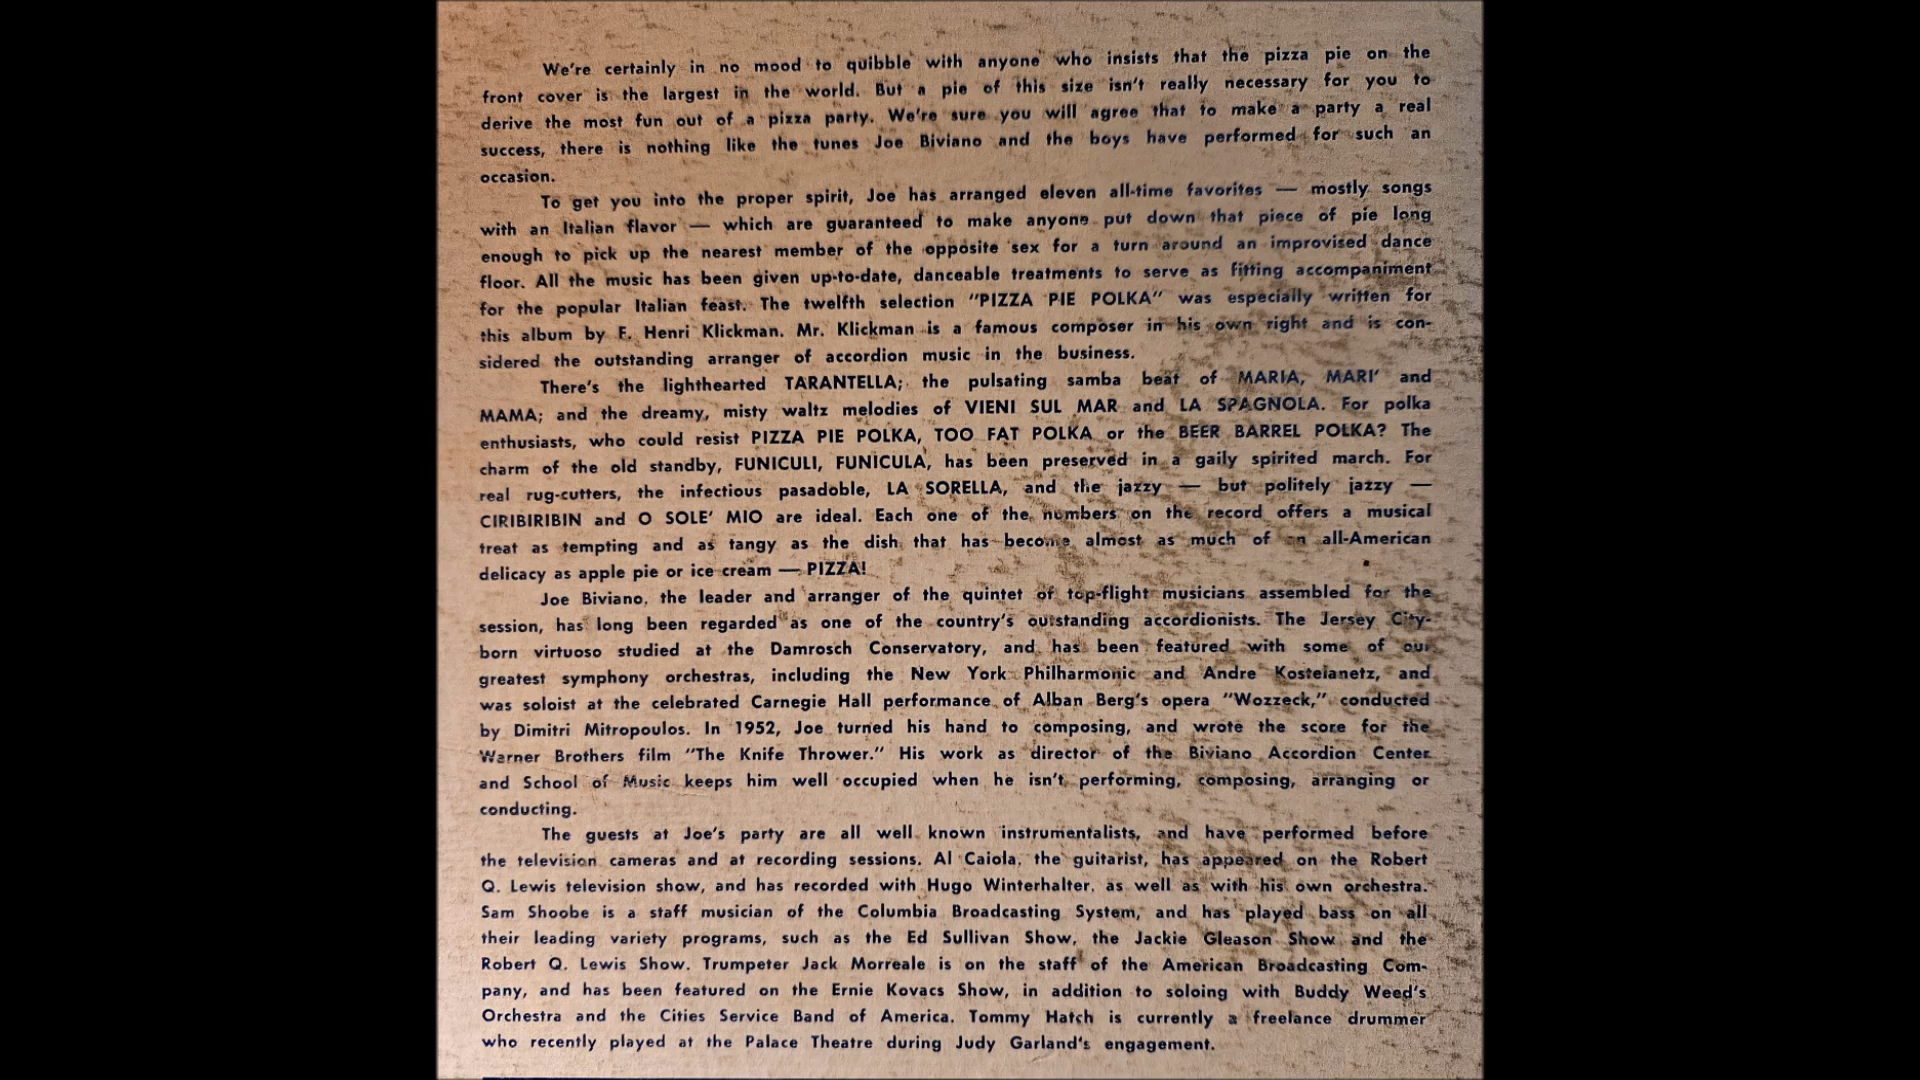 We're certainly in no mood to quibble with anyone who insists that the pizza pie on the
front cover is the largest in the world. But a pie of this size isn't really necessary for you to
derive the most fun out of a pizza party. We're sure you will agree that to make a party a real
success, there is nothing like the tunes Joe Biviano and the boys have performed for such an
occasion.
To get you into the proper spirit, Joe has arranged eleven all-time favorites — mostly songs
with an Italian flavor — which are guaranteed to make anyone put down that piece of pie long
enough to pick up the nearest member of the opposite sex for a turn around an improvised dance
floor. All the music has been given up-to-date, danceable treatments to serve as fitting accompaniment
for the popular Italian feast. The twelfth selection "PIZZA PIE POLKA" was especially written for
this album by F. Henri Klickman. Mr. Klickman is a famous composer in his own right and is con-
sidered the outstanding arranger of accordion music in the business.
There's the lighthearted TARANTELLA; the pulsating samba beat of MARIA, MARI' and
MAMA; and the dreamy, misty waltz melodies of VIENI SUL MAR and LA SPAGNOLA. For polka
enthusiasts, who could resist PIZZA PIE POLKA, TOO FAT POLKA or the BEER BARREL POLKA? The
charm of the old standby, FUNICULI, FUNICULA, has been preserved in a gaily spirited march. For
real rug-cutters, the infectious pasadoble, LA SORELLA, and the jazzy — but politely jazzy —
CIRIBIRIBIN and O SOLE' MIO are ideal. Each one of the numbers on the record offers a musical
treat as tempting and as tangy as the dish that has become almost as much of an all-American
delicacy as apple pie or ice cream — PIZZA!
Joe Biviano, the leader and arranger of the quintet of top-flight musicians assembled for the
session, has long been regarded as one of the country's outstanding accordionists. The Jersey City-
born virtuoso studied at the Damrosch Conservatory, and has been featured with some of our
greatest symphony orchestras, including the New York Philharmonic and Andre Kostelanetz, and
was soloist at the celebrated Carnegie Hall performance of Alban Berg's opera "Wozzeck," conducted
by Dimitri Mitropoulos. In 1952, Joe turned his hand to composing, and wrote the score for the
Warner Brothers film "The Knife Thrower." His work as director of the Biviano Accordion Center
and School of Music keeps him well occupied when he isn't performing, composing, arranging or
conducting.
The guests at Joe's party are all well known instrumentalists, and have performed before
the television cameras and at recording sessions. Al Caiola, the guitarist, has appeared on the Robert
Q. Lewis television show, and has recorded with Hugo Winterhalter, as well as with his own orchestra.
Sam Shoobe is a staff musician of the Columbia Broadcasting System, and has played bass on all
their leading variety programs, such as the Ed Sullivan Show, the Jackie Gleason Show and the
Robert Q. Lewis Show. Trumpeter Jack Morreale is on the staff of the American Broadcasting Com-
pany, and has been featured on the Ernie Kovacs Show, in addition to soloing with Buddy Weed's
Orchestra and the Cities Service Band of America. Tommy Hatch is currently a freelance drummer
who recently played at the Palace Theatre during Judy Garland's engagement.